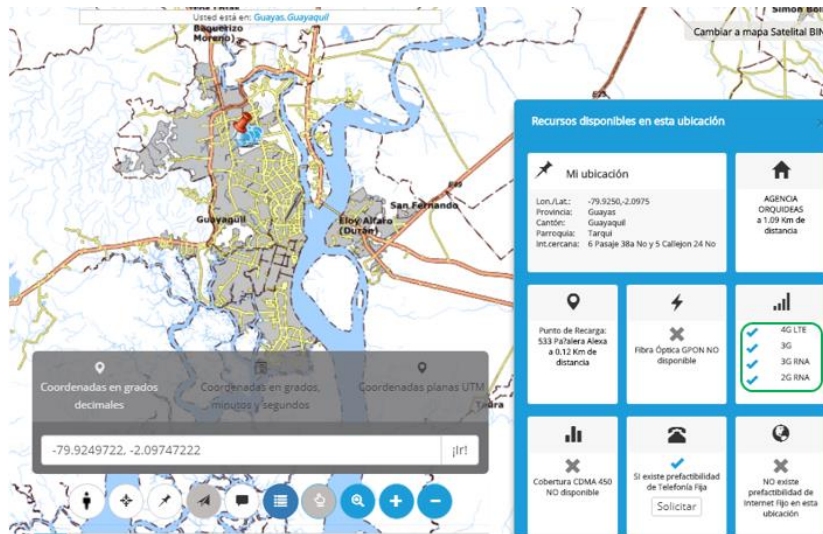 Usted está en: Guayas, Guayaquil
Baquerizo
Moreno)
Simon
Cambiar a mapa Satelital
E49
San Fernando
Guayaquil
Eloy Alfaro
(Durán)
Coordenadas en grados
decimales
Coordenadas en grados,
minutos y segundos
Coordenadas planas UTM
-79.9249722, -2.09747222
¡Ir!
Recursos disponibles en esta ubicación
Mi ubicación
Lon./Lat.: -79.9250,-2.0975
Provincia: Guayas
Cantón: Guayaquil
Parroquia: Tarqui
Int.cercana: 6 Pasaje 38a No y 5 Callejon 24 No
AGENCIA
ORQUIDEAS
a 1.09 Km de
distancia
Punto de Recarga:
533 Pa?alera Alexa
a 0.12 Km de
distancia
Fibra Óptica GPON NO
disponible
4G LTE
3G
3G RNA
2G RNA
Cobertura CDMA 450
NO disponible
SI existe prefactibilidad
de Telefonía Fija
Solicitar
NO existe
prefactibilidad de
Internet Fijo en esta
ubicación